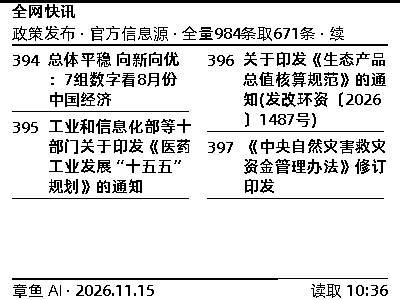 全网快讯
政策发布 · 官方信息源 · 全量984条取671条 · 续
394 总体平稳 向新向优
：7组数字看8月份
中国经济
395 工业和信息化部等十
部门关于印发《医药
工业发展“十五五”
规划》的通知
396 关于印发《生态产品
总值核算规范》的通
知(发改环资〔2026
〕1487号)
397 《中央自然灾害救灾
资金管理办法》修订
印发
章鱼 AI · 2026.11.15
读取 10:36